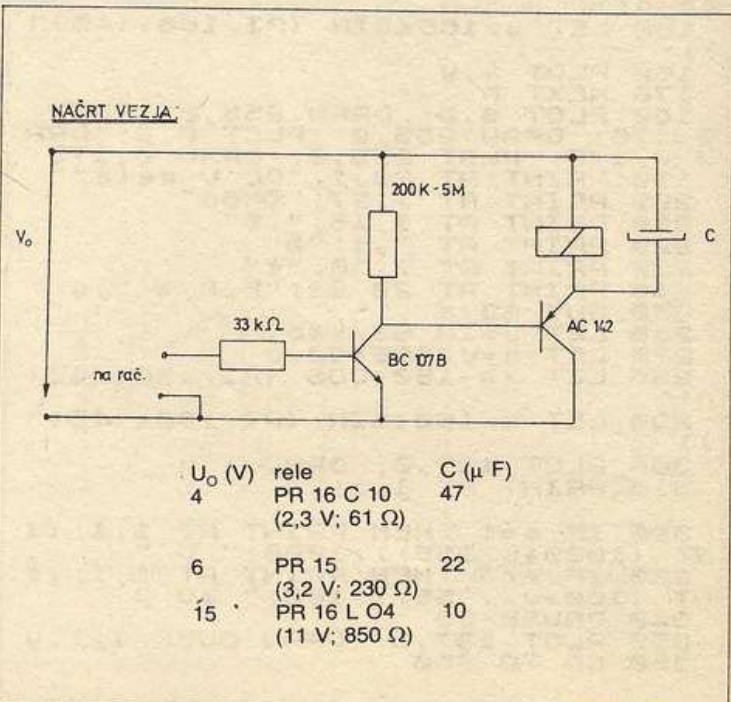 NAČRT VEZJA:
200 K - 5M
V₀
C
33 kΩ
AC 142
BC 107B
na rač.
U₀ (V) rele C (μ F)
4 PR 16 C 10 47
(2,3 V; 61 Ω)
6 PR 15 22
(3,2 V; 230 Ω)
15 PR 16 L O4 10
(11 V; 850 Ω)